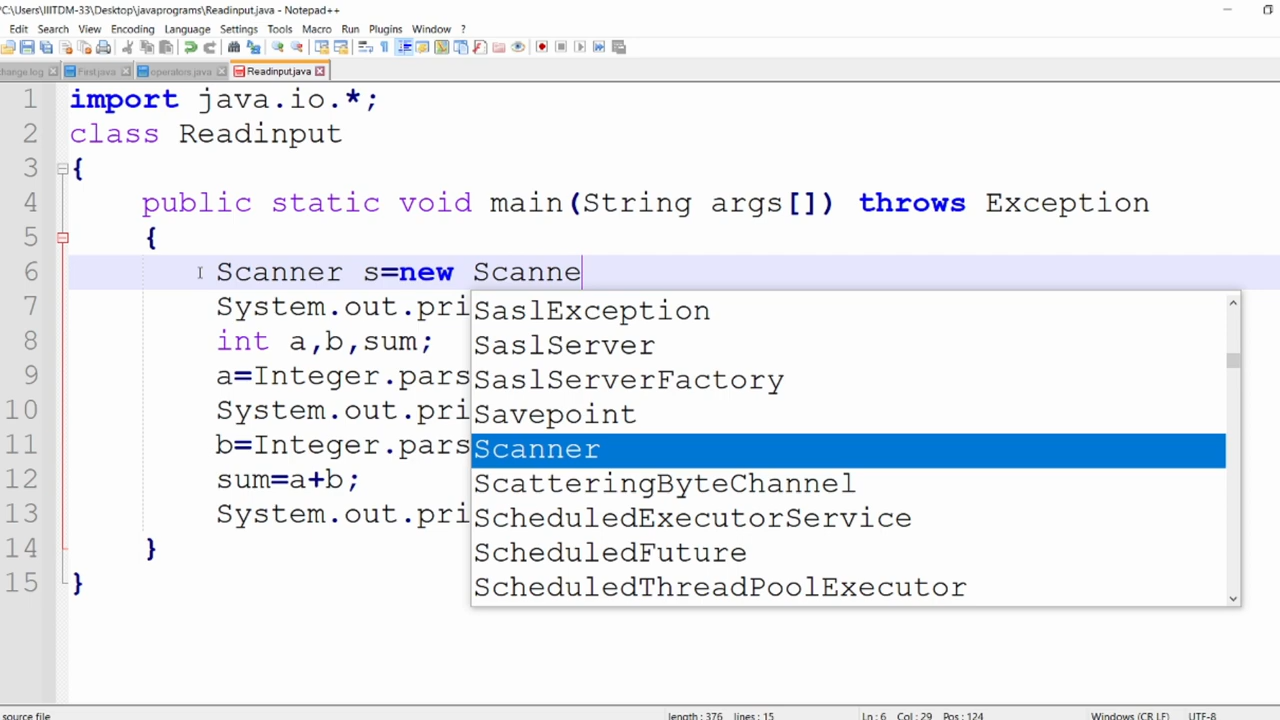 *C:\Users\IIITDM-33\Desktop\javaprograms\Readinput.java - Notepad++
Edit Search View Encoding Language Settings Tools Macro Run Plugins Window ?
change log First.java operators.java Readinput.java
1 import java.io.*;
2 class Readinput
3 {
4 public static void main(String args[]) throws Exception
5 {
6 Scanner s=new Scanne
7 System.out.pri
SaslException
8 int a,b,sum;
SaslServer
9 a=Integer.pars
SaslServerFactory
10 System.out.pri
Savepoint
11 b=Integer.pars
Scanner
12 sum=a+b;
ScatteringByteChannel
13 System.out.pri
ScheduledExecutorService
14 }
ScheduledFuture
15 }
ScheduledThreadPoolExecutor
source file length : 376 lines : 15 Ln : 6 Col : 29 Pos : 124 Windows (CR LF) UTF-8